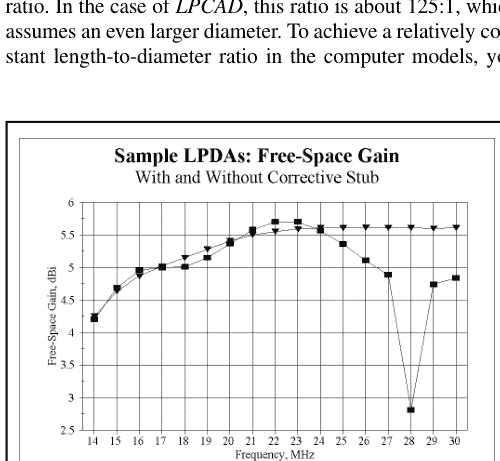 ratio. In the case of LPCAD, this ratio is about 125:1, whic
assumes an even larger diameter. To achieve a relatively co
stant length-to-diameter ratio in the computer models, yo
Sample LPDAs: Free-Space Gain
With and Without Corrective Stub
Free-Space Gain, dBi
6
5.5
5
4.5
4
3.5
3
2.5
14 15 16 17 18 19 20 21 22 23 24 25 26 27 28 29 30
Frequency, MHz